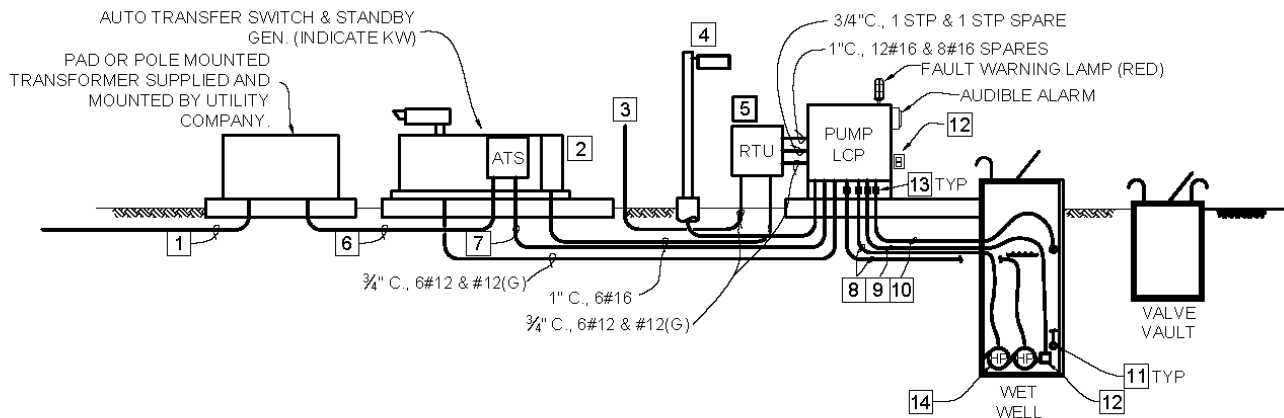 AUTO TRANSFER SWITCH & STANDBY
GEN. (INDICATE KW)
PAD OR POLE MOUNTED
TRANSFORMER SUPPLIED AND
MOUNTED BY UTILITY
COMPANY.
3/4"C., 1 STP & 1 STP SPARE
1"C., 12#16 & 8#16 SPARES
FAULT WARNING LAMP (RED)
AUDIBLE ALARM
4
3
5
2
12
ATS
RTU
PUMP
LCP
13 TYP
1
6
7
8
9
10
3/4" C., 6#12 & #12(G)
1" C., 6#16
3/4" C., 6#12 & #12(G)
VALVE
VAULT
HP
HP
11 TYP
14
WET
WELL
12